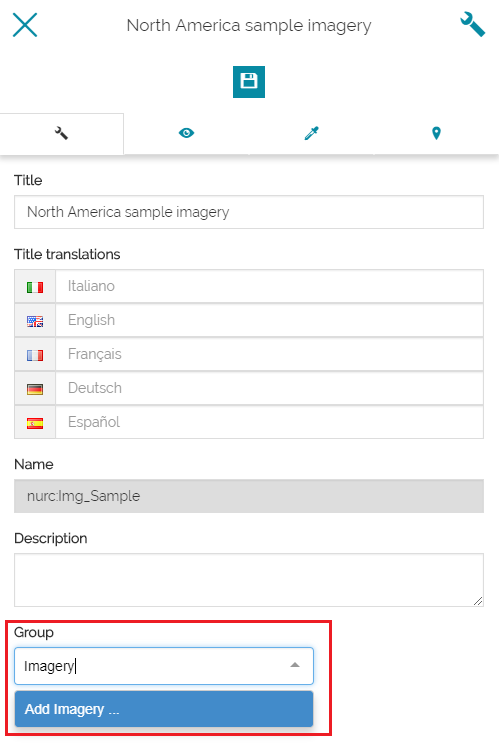 North America sample imagery
Title
North America sample imagery
Title translations
Italiano
English
Français
Deutsch
Español
Name
nurc:Img_Sample
Description
Group
Imagery
Add Imagery ...